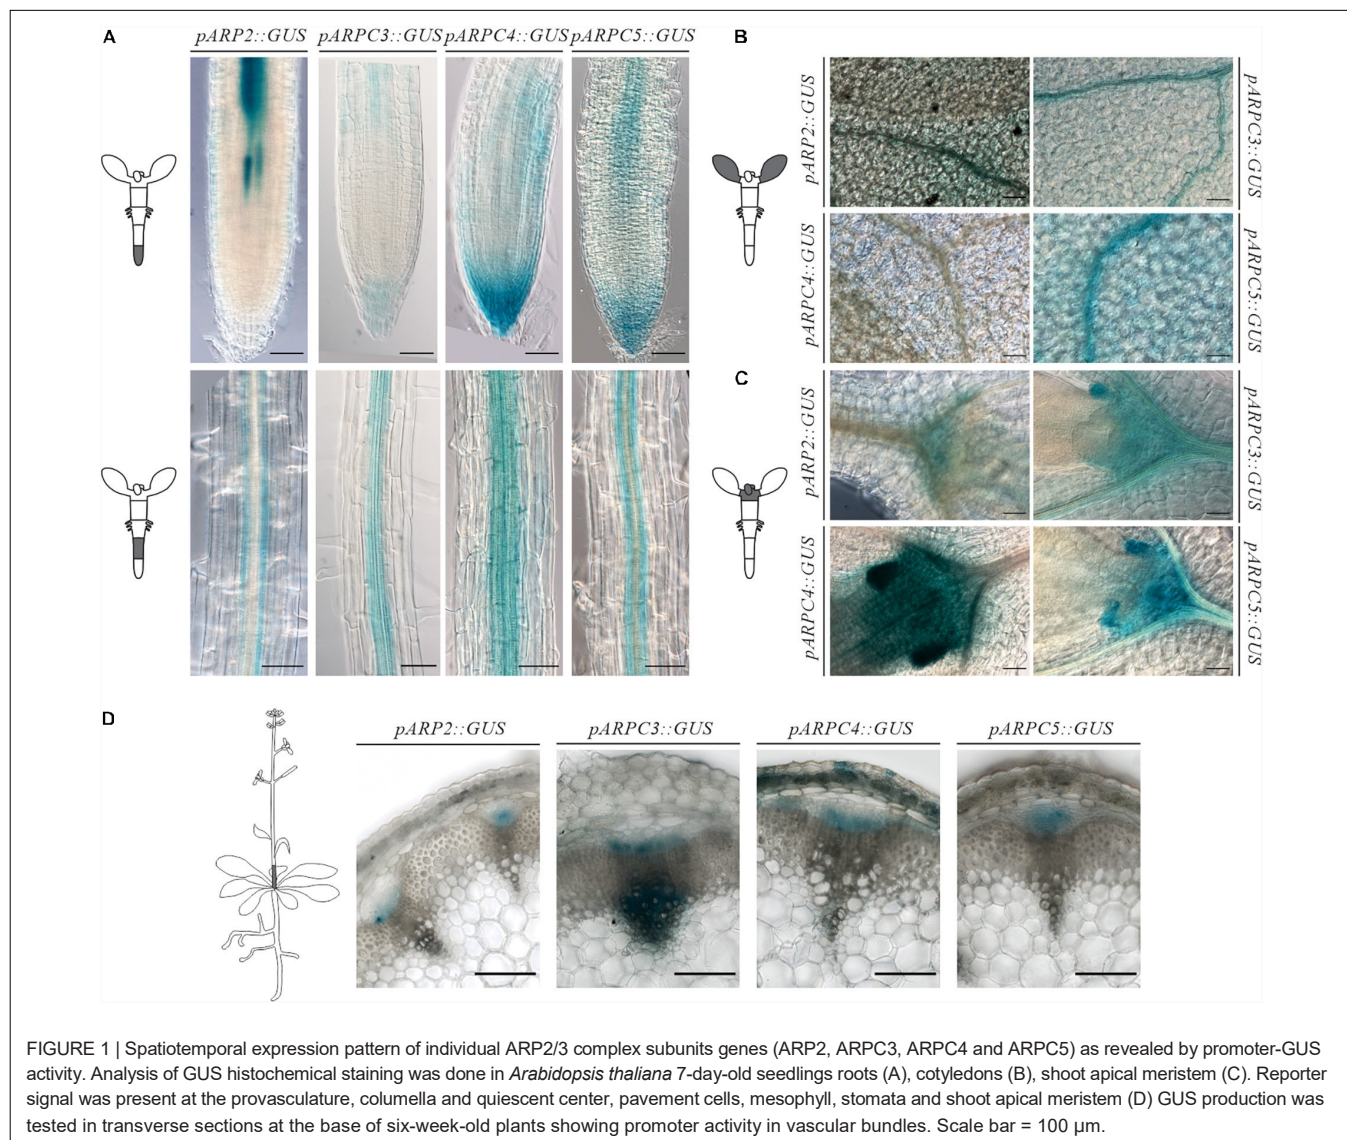 A
pARP2::GUS pARPC3::GUS pARPC4::GUS pARPC5::GUS
B
pARP2::GUS
pARPC3::GUS
pARPC4::GUS
pARPC5::GUS
C
pARP2::GUS
pARPC3::GUS
pARPC4::GUS
pARPC5::GUS
D
pARP2::GUS pARPC3::GUS pARPC4::GUS pARPC5::GUS
FIGURE 1 | Spatiotemporal expression pattern of individual ARP2/3 complex subunits genes (ARP2, ARPC3, ARPC4 and ARPC5) as revealed by promoter-GUS
activity. Analysis of GUS histochemical staining was done in Arabidopsis thaliana 7-day-old seedlings roots (A), cotyledons (B), shoot apical meristem (C). Reporter
signal was present at the provasculature, columella and quiescent center, pavement cells, mesophyll, stomata and shoot apical meristem (D) GUS production was
tested in transverse sections at the base of six-week-old plants showing promoter activity in vascular bundles. Scale bar = 100 μm.